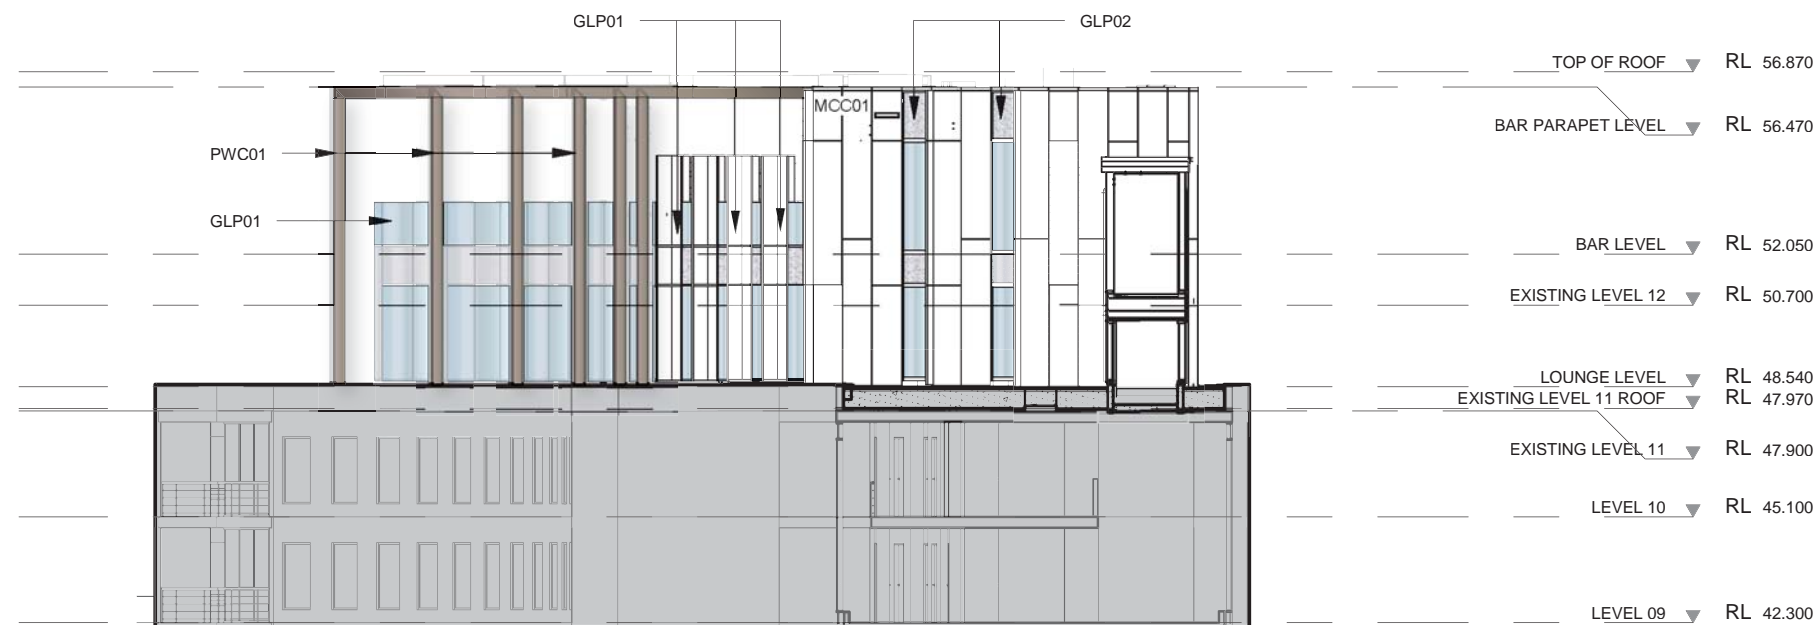 GLP01
GLP02
TOP OF ROOF RL 56.870
MCC01
BAR PARAPET LEVEL RL 56.470
PWC01
GLP01
BAR LEVEL RL 52.050
EXISTING LEVEL 12 RL 50.700
LOUNGE LEVEL RL 48.540
EXISTING LEVEL 11 ROOF RL 47.970
EXISTING LEVEL 11 RL 47.900
LEVEL 10 RL 45.100
LEVEL 09 RL 42.300